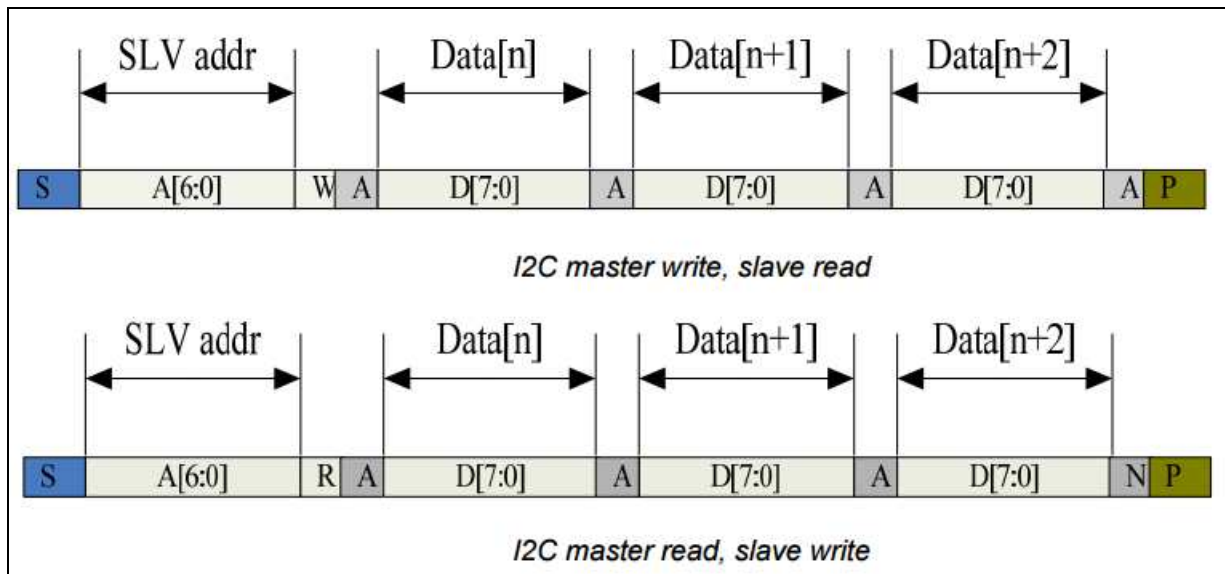 SLV addr Data[n] Data[n+1] Data[n+2]
S A[6:0] W A D[7:0] A D[7:0] A D[7:0] A P
I2C master write, slave read
SLV addr Data[n] Data[n+1] Data[n+2]
S A[6:0] R A D[7:0] A D[7:0] A D[7:0] N P
I2C master read, slave write